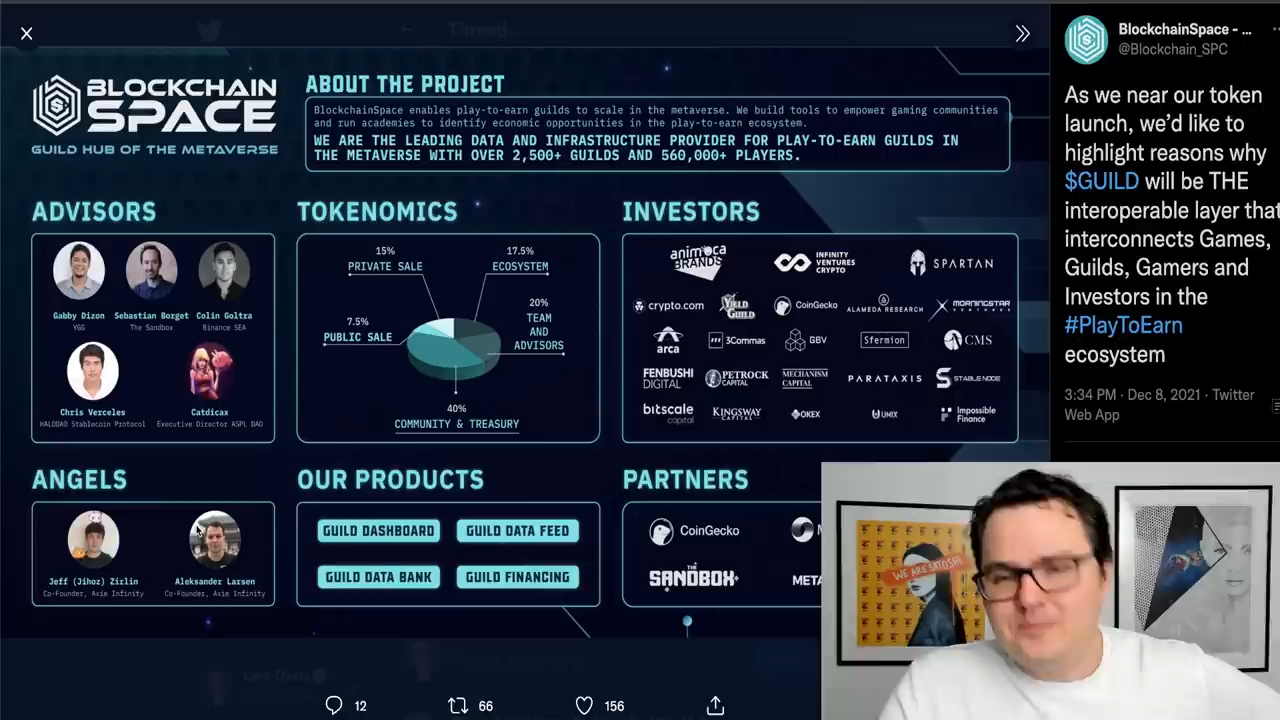 Thread
BLOCKCHAIN
SPACE
GUILD HUB OF THE METAVERSE
ABOUT THE PROJECT
BlockchainSpace enables play-to-earn guilds to scale in the metaverse. We build tools to empower gaming communities
and run academies to identify economic opportunities in the play-to-earn ecosystem.
WE ARE THE LEADING DATA AND INFRASTRUCTURE PROVIDER FOR PLAY-TO-EARN GUILDS IN
THE METAVERSE WITH OVER 2,500+ GUILDS AND 560,000+ PLAYERS.
ADVISORS
Gabby Dizon
YGG
Sebastian Borget
The Sandbox
Colin Goltra
Binance SEA
Chris Verceles
HALODAO Stablecoin Protocol
Catdicax
Executive Director ASPL DAO
TOKENOMICS
15%
PRIVATE SALE
17.5%
ECOSYSTEM
7.5%
PUBLIC SALE
20%
TEAM
AND
ADVISORS
40%
COMMUNITY & TREASURY
INVESTORS
animoca
BRANDS
INFINITY
VENTURES
CRYPTO
SPARTAN
crypto.com
YIELD
GUILD
CoinGecko
ALAMEDA RESEARCH
MORNINGSTAR
VENTURES
arca
3Commas
GBV
Sfermion
CMS
FENBUSHI
DIGITAL
PETROCK
CAPITAL
MECHANISM
CAPITAL
PARATAXIS
STABLE NODE
bitscale
capital
KINGSWAY
CAPITAL
OKEX
UNIX
Impossible
Finance
ANGELS
Jeff (Jihoz) Zirlin
Co-Founder, Axie Infinity
Aleksander Larsen
Co-Founder, Axie Infinity
OUR PRODUCTS
GUILD DASHBOARD
GUILD DATA FEED
GUILD DATA BANK
GUILD FINANCING
PARTNERS
CoinGecko
THE
SANDBOX
META
12
66
156
BlockchainSpace - ...
@Blockchain_SPC
As we near our token
launch, we’d like to
highlight reasons why
$GUILD will be THE
interoperable layer that
interconnects Games,
Guilds, Gamers and
Investors in the
#PlayToEarn
ecosystem
3:34 PM · Dec 8, 2021 · Twitter
Web App
WE ARE SATOSHI